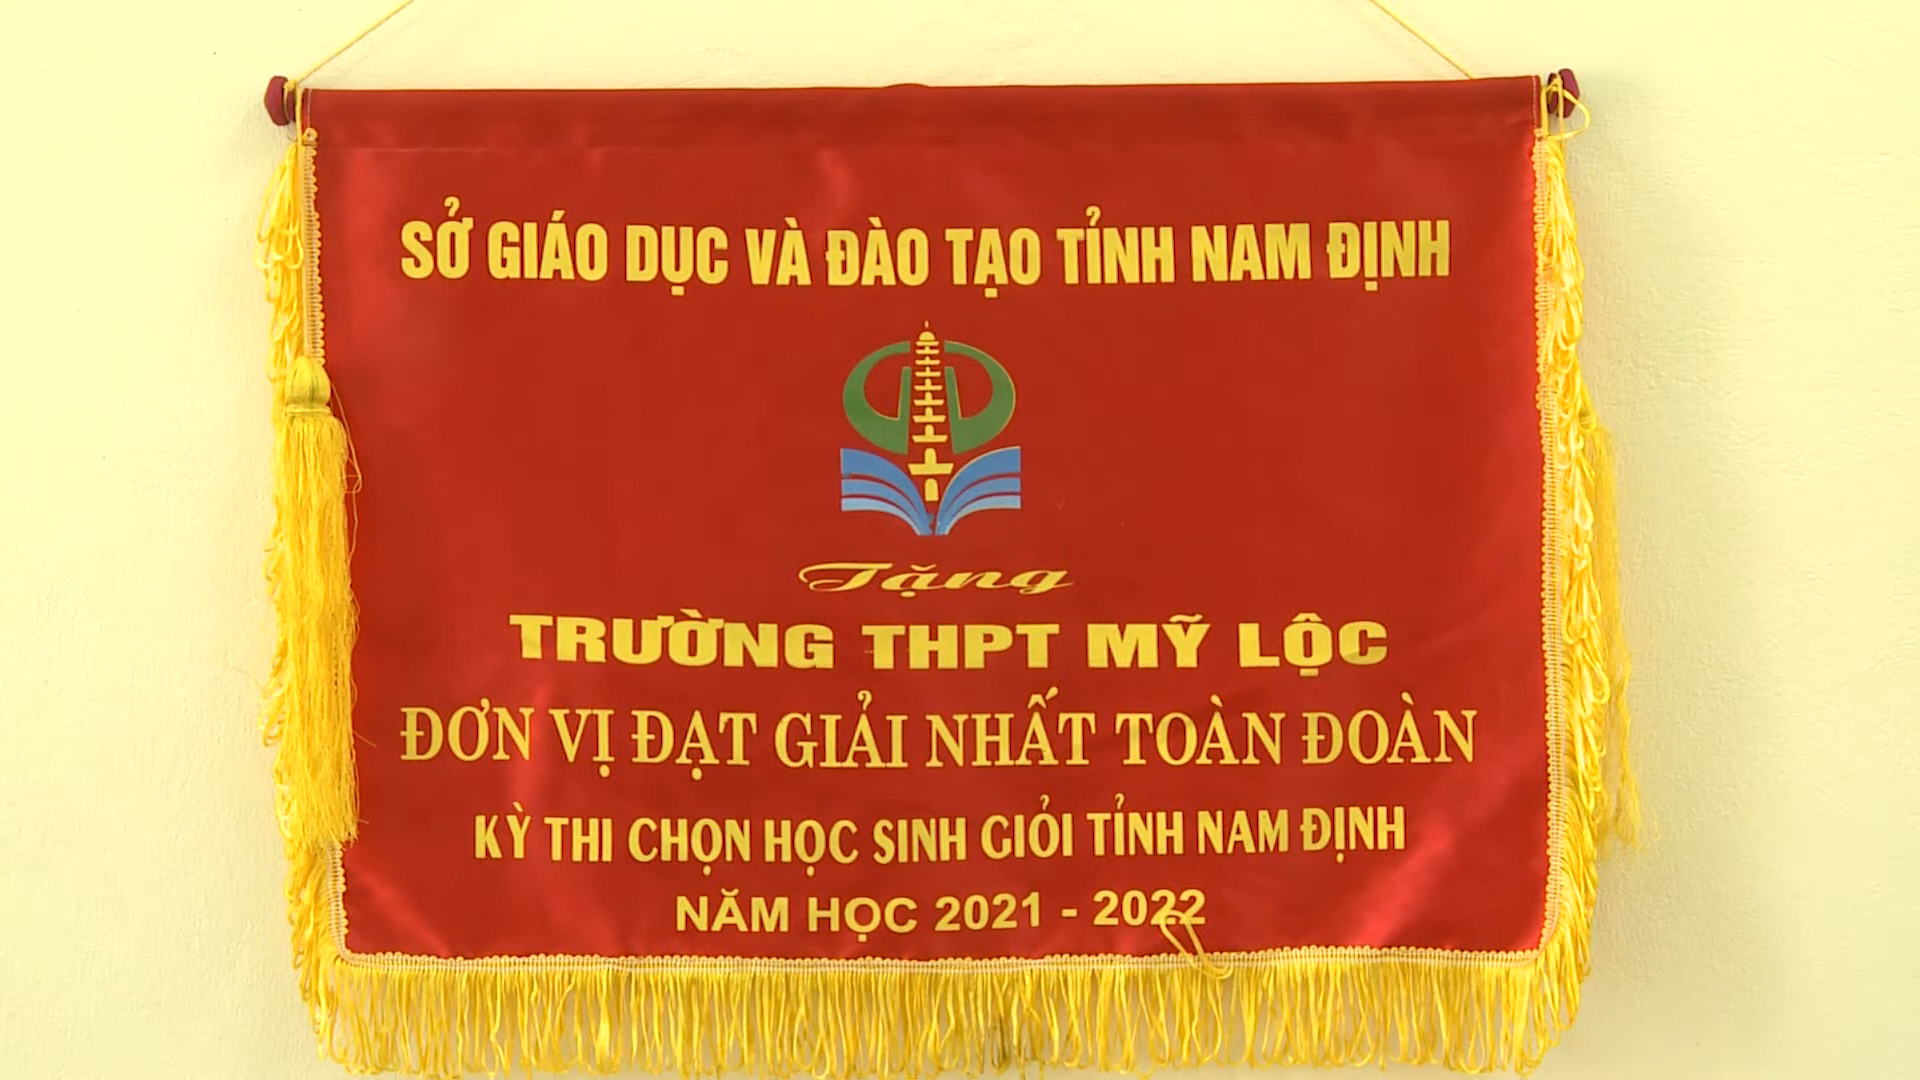 SỞ GIÁO DỤC VÀ ĐÀO TẠO TỈNH NAM ĐỊNH
Tặng
TRƯỜNG THPT MỸ LỘC
ĐƠN VỊ ĐẠT GIẢI NHẤT TOÀN ĐOÀN
KỲ THI CHỌN HỌC SINH GIỎI TỈNH NAM ĐỊNH
NĂM HỌC 2021 - 2022